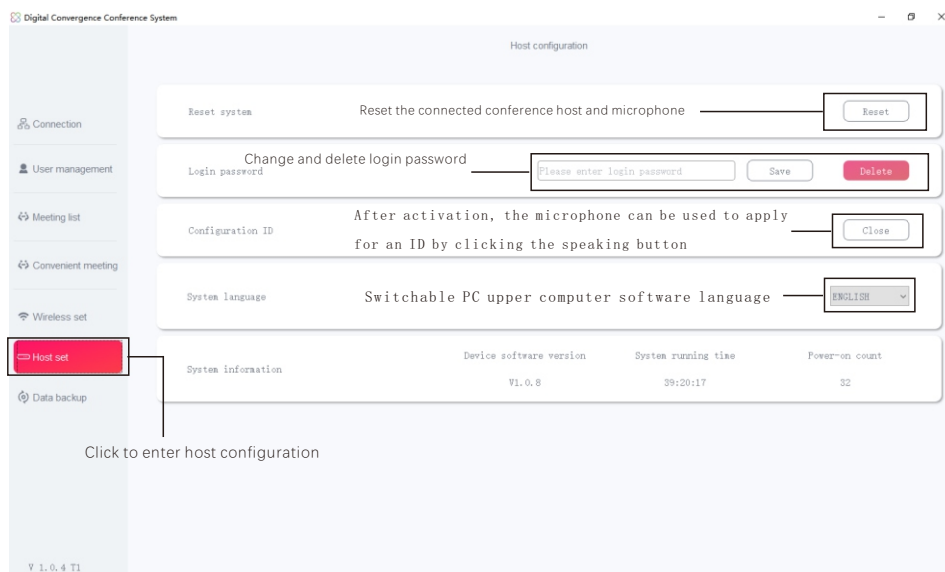 Digital Convergence Conference System
Host configuration
Connection
User management
Meeting list
Convenient meeting
Wireless set
Host set
Data backup
Reset system
Reset the connected conference host and microphone
Reset
Change and delete login password
Login password
Please enter login password
Save
Delete
Configuration ID
After activation, the microphone can be used to apply
for an ID by clicking the speaking button
Close
System language
Switchable PC upper computer software language
ENGLISH
System information
Device software version
System running time
Power-on count
V1.0.8
39:20:17
32
Click to enter host configuration
V 1.0.4 T1